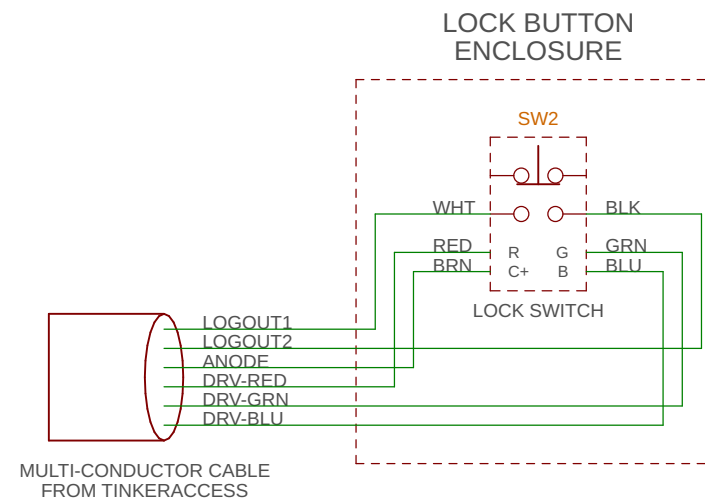 LOCK BUTTON
ENCLOSURE
SW2
WHT BLK
RED R G GRN
BRN C+ B BLU
LOCK SWITCH
LOGOUT1
LOGOUT2
ANODE
DRV-RED
DRV-GRN
DRV-BLU
MULTI-CONDUCTOR CABLE
FROM TINKERACCESS